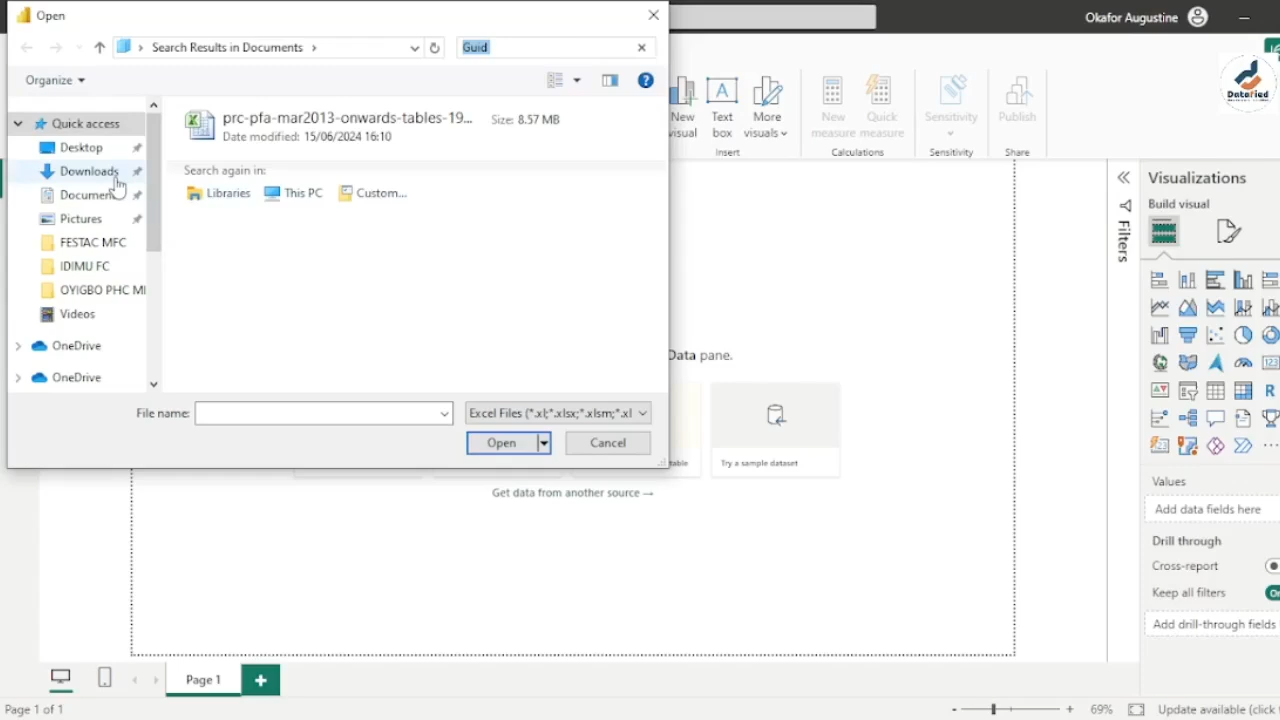 Open
Okafor Augustine
Search Results in Documents
Guid
Organize
Quick access
Desktop
Downloads
Documen
Pictures
FESTAC MFC
IDIMU FC
OYIGBO PHC MI
Videos
OneDrive
OneDrive
prc-pfa-mar2013-onwards-tables-19...
Size: 8.57 MB
Date modified: 15/06/2024 16:10
Search again in:
Libraries
This PC
Custom...
File name:
Excel Files (*.xl;*.xlsx;*.xlsm;*.xl
Open
Cancel
New
visual
Text
box
More
visuals
Insert
New
measure
Quick
measure
Calculations
Sensitivity
Sensitivity
Publish
Share
DataFied
Data pane.
table
Try a sample dataset
Get data from another source →
Filters
Visualizations
Build visual
123
R
Values
Add data fields here
Drill through
Cross-report
Keep all filters
On
Add drill-through fields
Page 1
Page 1 of 1
- + 69%
Update available (click